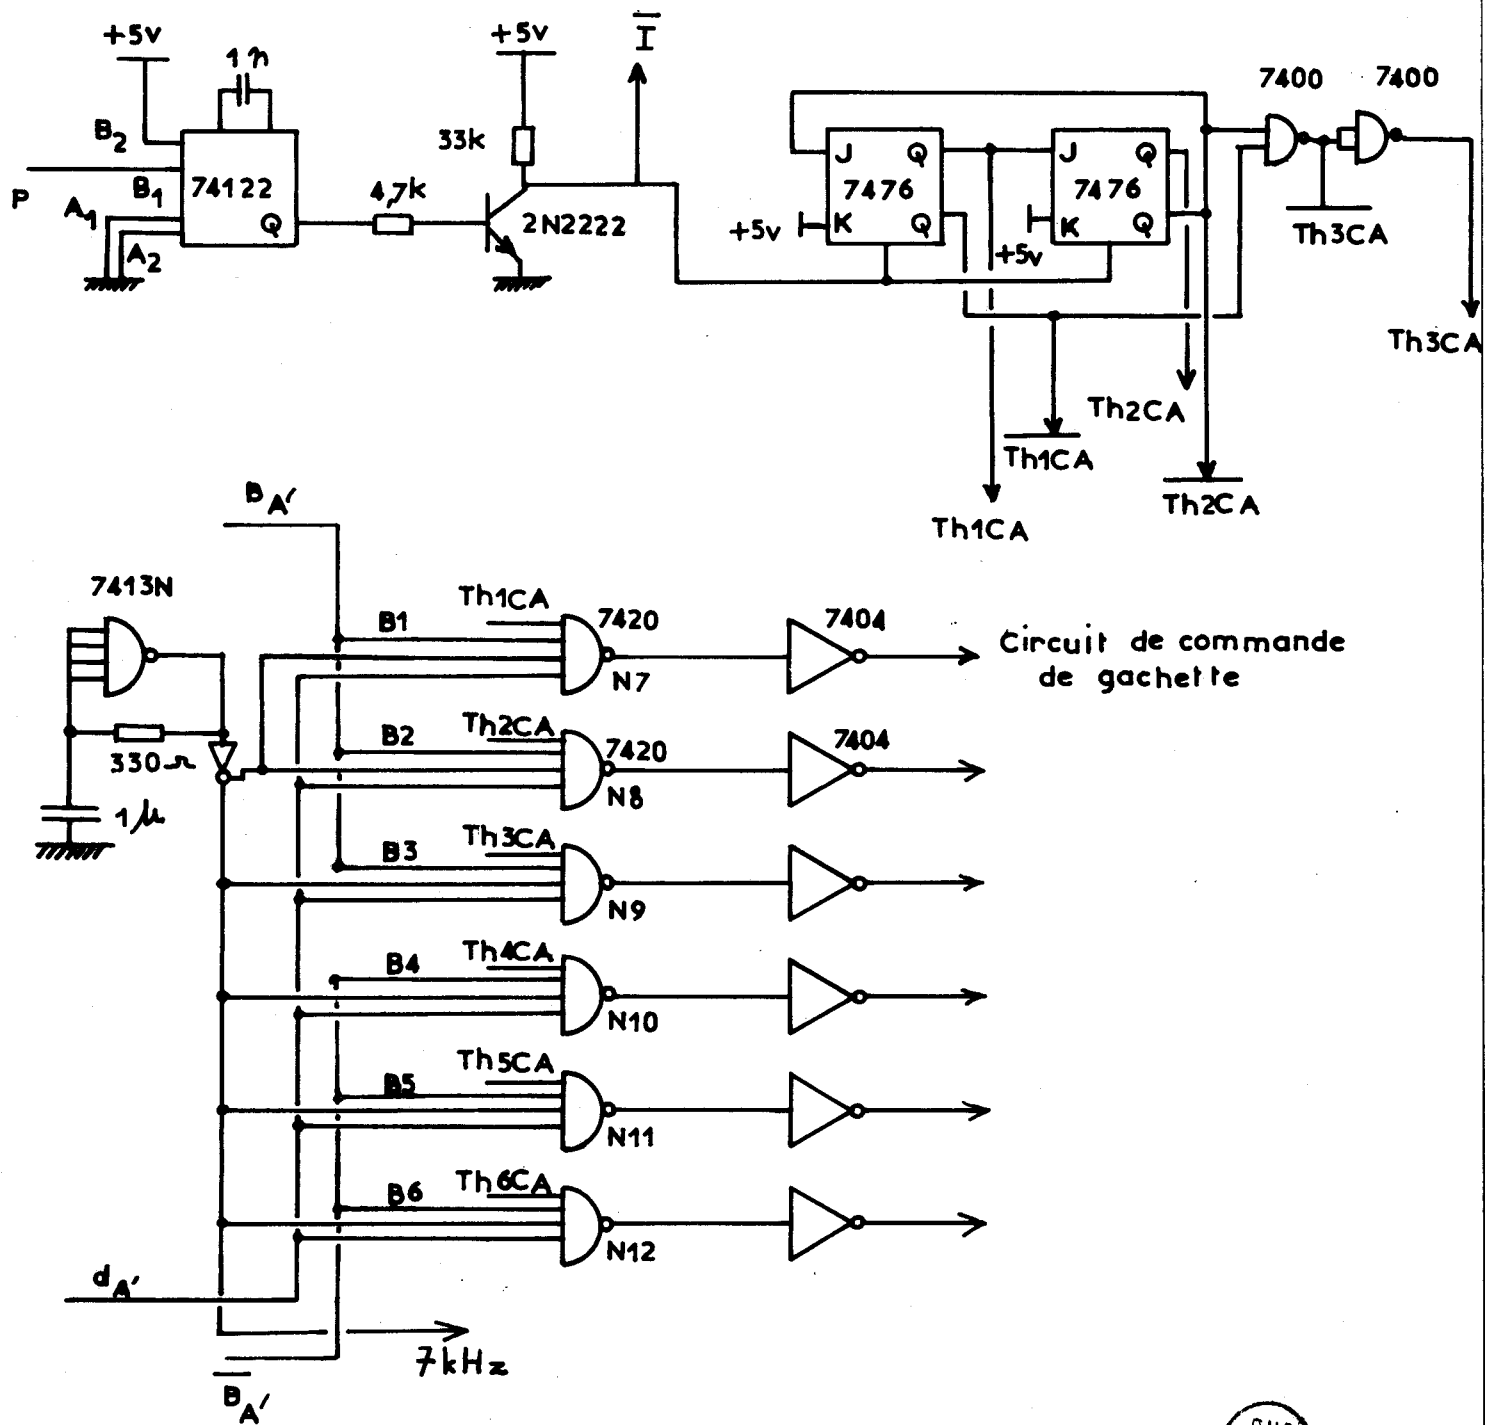 +5v
1n
B2
P
B1
74122
A1
A2
Q
4,7k
+5v
33k
2N2222
I̅
J Q
7476
K Q
+5v
J Q
7476
K Q
+5v
7400
7400
Th3CA
Th3CA
Th2CA
Th1CA
Th2CA
Th1CA
BA'
7413N
330Ω
1μ
Th1CA
B1
7420
N7
7404
Circuit de commande
de gachette
Th2CA
B2
7420
N8
7404
Th3CA
B3
N9
Th4CA
B4
N10
Th5CA
B5
N11
Th6CA
B6
N12
dA'
7kHz
B̅A'